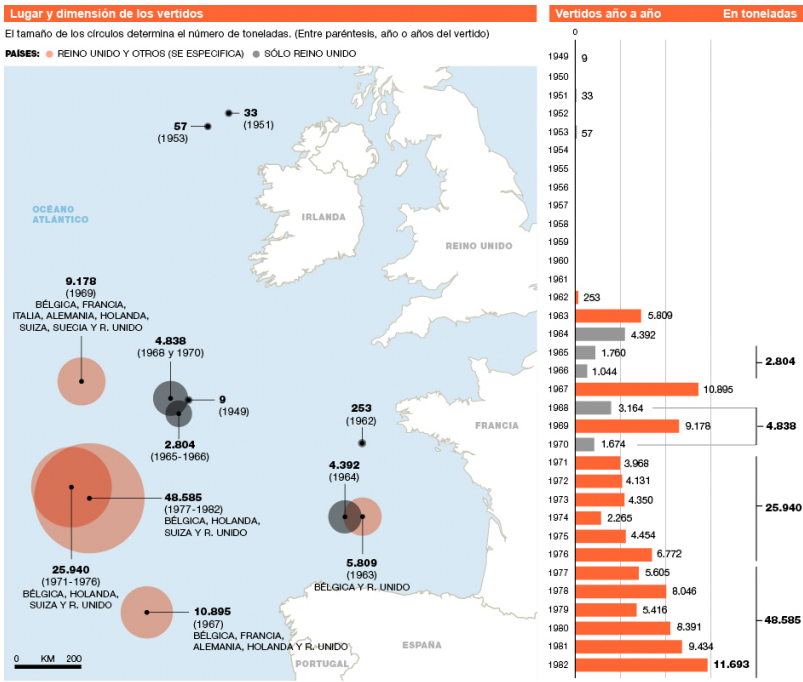 Lugar y dimensión de los vertidos
El tamaño de los círculos determina el número de toneladas. (Entre paréntesis, año o años del vertido)
PAÍSES: REINO UNIDO Y OTROS (SE ESPECIFICA) SÓLO REINO UNIDO
33
(1951)
57
(1953)
OCÉANO
ATLÁNTICO
IRLANDA
REINO UNIDO
9.178
(1969)
BÉLGICA, FRANCIA,
ITALIA, ALEMANIA, HOLANDA,
SUIZA, SUECIA Y R. UNIDO
4.838
(1968 y 1970)
9
(1949)
2.804
(1965-1966)
253
(1962)
FRANCIA
4.392
(1964)
5.809
(1963)
BÉLGICA Y R. UNIDO
48.585
(1977-1982)
BÉLGICA, HOLANDA,
SUIZA Y R. UNIDO
25.940
(1971-1976)
BÉLGICA, HOLANDA,
SUIZA Y R. UNIDO
10.895
(1967)
BÉLGICA, FRANCIA,
ALEMANIA, HOLANDA Y R. UNIDO
ESPAÑA
PORTUGAL
0 KM 200
Vertidos año a año En toneladas
0
1949 9
1950
1951 33
1952
1953 57
1954
1955
1956
1957
1958
1959
1960
1961
1962 253
1963 5.809
1964 4.392
1965 1.760
1966 1.044
2.804
1967 10.895
1968 3.164
1969 9.178
4.838
1970 1.674
1971 3.968
1972 4.131
1973 4.350
25.940
1974 2.265
1975 4.454
1976 6.772
1977 5.605
1978 8.046
1979 5.416
48.585
1980 8.391
1981 9.434
1982 11.693